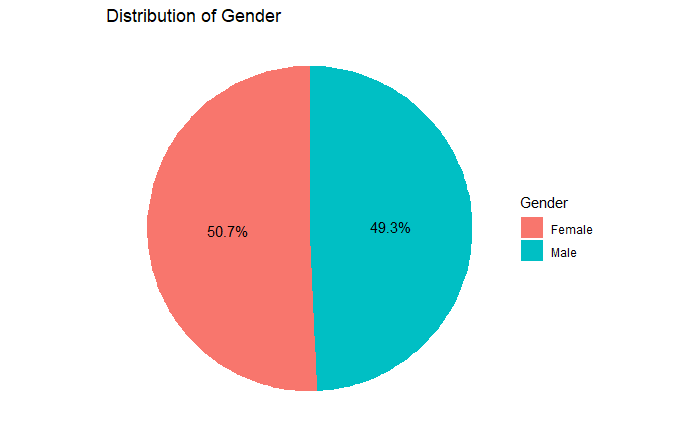 Distribution of Gender
50.7%
49.3%
Gender
Female
Male